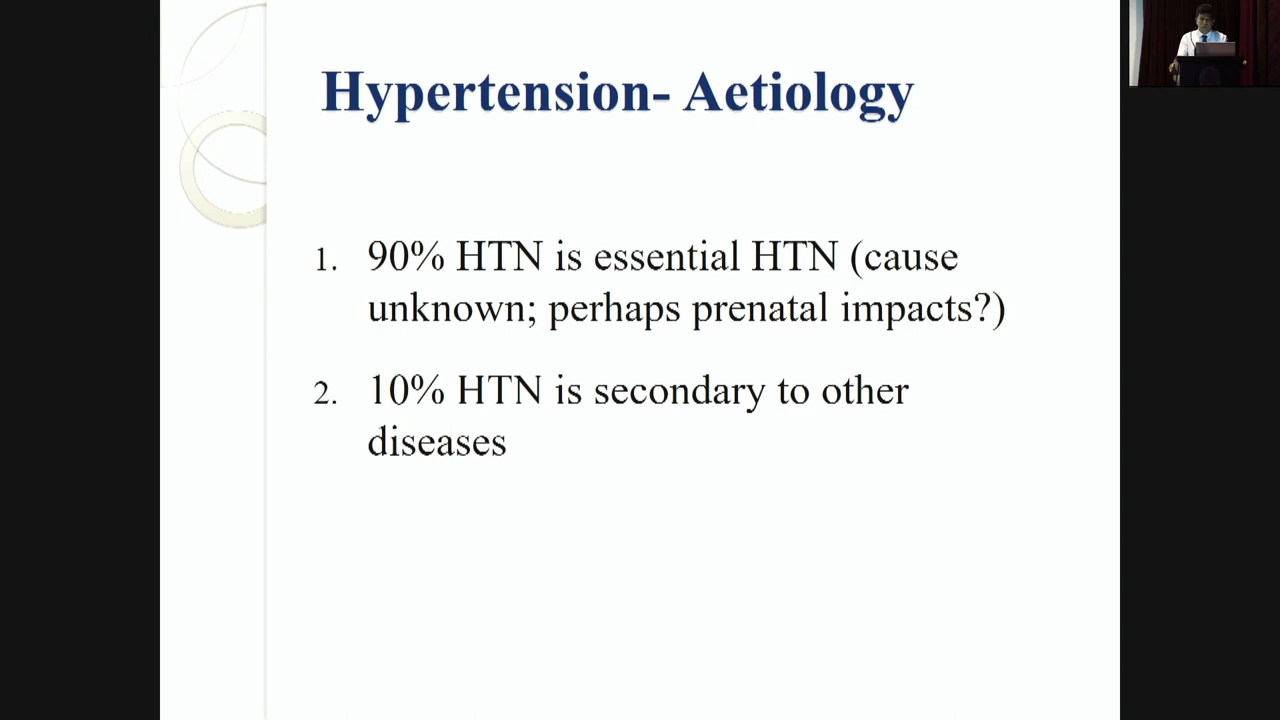 Hypertension- Aetiology
1. 90% HTN is essential HTN (cause
unknown; perhaps prenatal impacts?)
2. 10% HTN is secondary to other
diseases